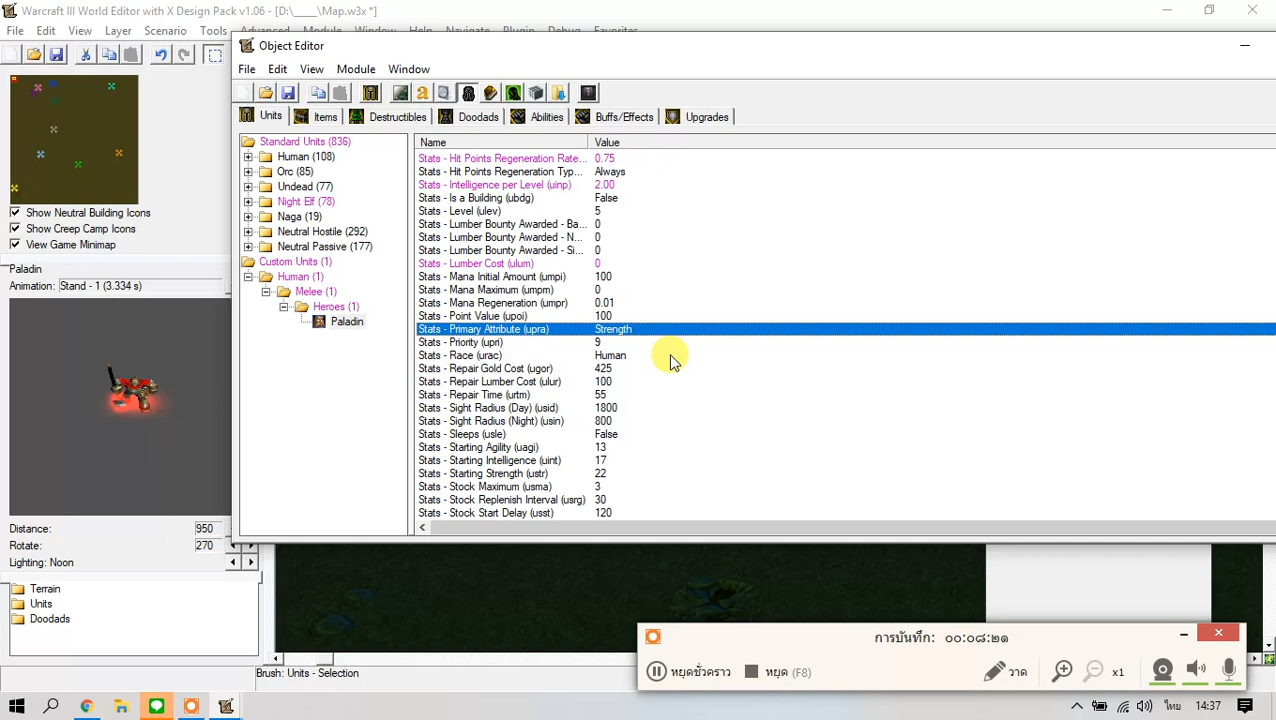 Warcraft III World Editor with X Design Pack v1.06 - [D:\____\Map.w3x *]
File Edit View Layer Scenario Tools Advanced Module Window Plugin Debug Favorites
Object Editor
File Edit View Module Window
Units Items Destructibles Doodads Abilities Buffs/Effects Upgrades
Show Neutral Building Icons
Show Creep Camp Icons
View Game Minimap
Paladin
Animation: Stand - 1 (3.334 s)
Distance: 950
Rotate: 270
Lighting: Noon
Terrain
Units
Doodads
Standard Units (836)
Human (108)
Orc (85)
Undead (77)
Night Elf (78)
Naga (19)
Neutral Hostile (292)
Neutral Passive (177)
Custom Units (1)
Human (1)
Melee (1)
Heroes (1)
Paladin
Name Value
Stats - Hit Points Regeneration Rate... 0.75
Stats - Hit Points Regeneration Typ... Always
Stats - Intelligence per Level (uinp) 2.00
Stats - Is a Building (ubdg) False
Stats - Level (ulev) 5
Stats - Lumber Bounty Awarded - Ba... 0
Stats - Lumber Bounty Awarded - N... 0
Stats - Lumber Bounty Awarded - Si... 0
Stats - Lumber Cost (ulum) 0
Stats - Mana Initial Amount (umpi) 100
Stats - Mana Maximum (umpm) 0
Stats - Mana Regeneration (umpr) 0.01
Stats - Point Value (upoi) 100
Stats - Primary Attribute (upra) Strength
Stats - Priority (upri) 9
Stats - Race (urac) Human
Stats - Repair Gold Cost (ugor) 425
Stats - Repair Lumber Cost (ulur) 100
Stats - Repair Time (urtm) 55
Stats - Sight Radius (Day) (usid) 1800
Stats - Sight Radius (Night) (usin) 800
Stats - Sleeps (usle) False
Stats - Starting Agility (uagi) 13
Stats - Starting Intelligence (uint) 17
Stats - Starting Strength (ustr) 22
Stats - Stock Maximum (usma) 3
Stats - Stock Replenish Interval (usrg) 30
Stats - Stock Start Delay (usst) 120
การบันทึก: 00:08:21
หยุดชั่วคราว หยุด (F8) วาด x1
Brush: Units - Selection
ไทย 14:37